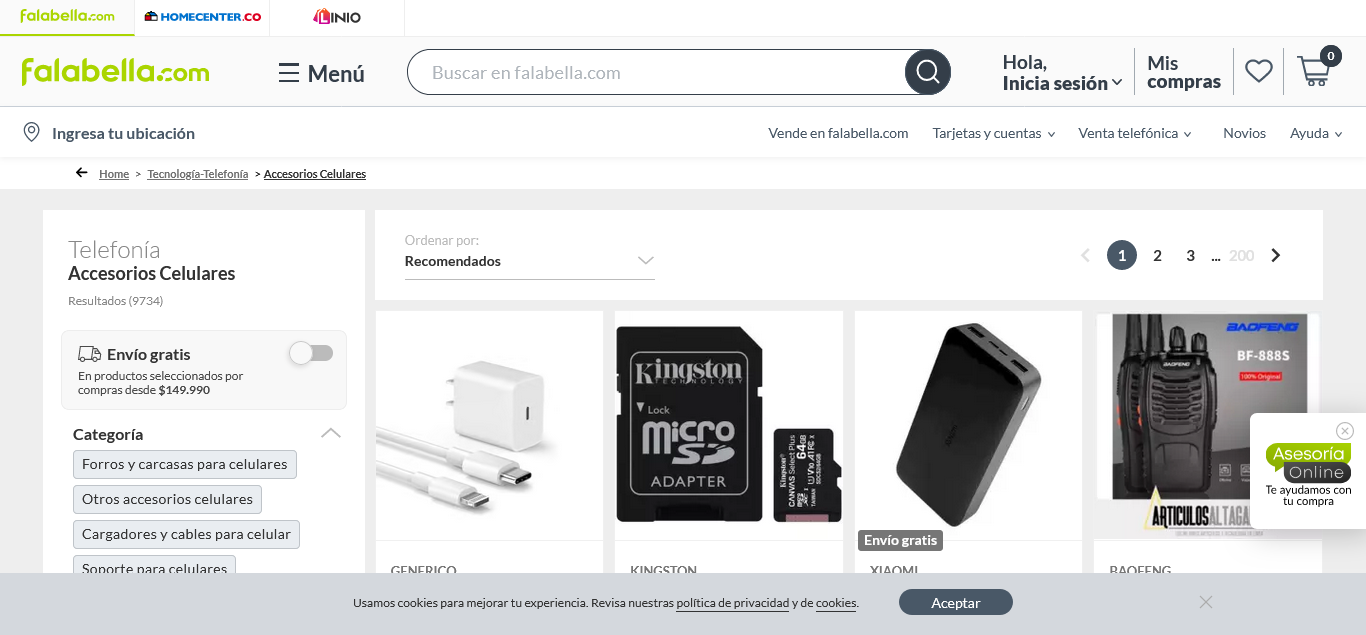 falabella.com
HOMECENTER.CO
LINIO
falabella.com
Menú
Buscar en falabella.com
Hola,
Inicia sesión
Mis
compras
0
Ingresa tu ubicación
Vende en falabella.com
Tarjetas y cuentas
Venta telefónica
Novios
Ayuda
Home > Tecnología-Telefonía > Accesorios Celulares
Telefonía
Accesorios Celulares
Resultados (9734)
Envío gratis
En productos seleccionados por
compras desde $149.990
Categoría
Forros y carcasas para celulares
Otros accesorios celulares
Cargadores y cables para celular
Soporte para celulares
Ordenar por:
Recomendados
1 2 3 ... 200
Kingston
TECHNOLOGY
Lock
micro
SD
ADAPTER
Kingston
CANVAS Select Plus
64GB
Envío gratis
BAOFENG
BF-888S
100% Original
BAOFENG
ARTICULOSALTAGA
GENERICO
KINGSTON
XIAOMI
BAOFENG
Asesoría
Online
Te ayudamos con
tu compra
Usamos cookies para mejorar tu experiencia. Revisa nuestras política de privacidad y de cookies.
Aceptar